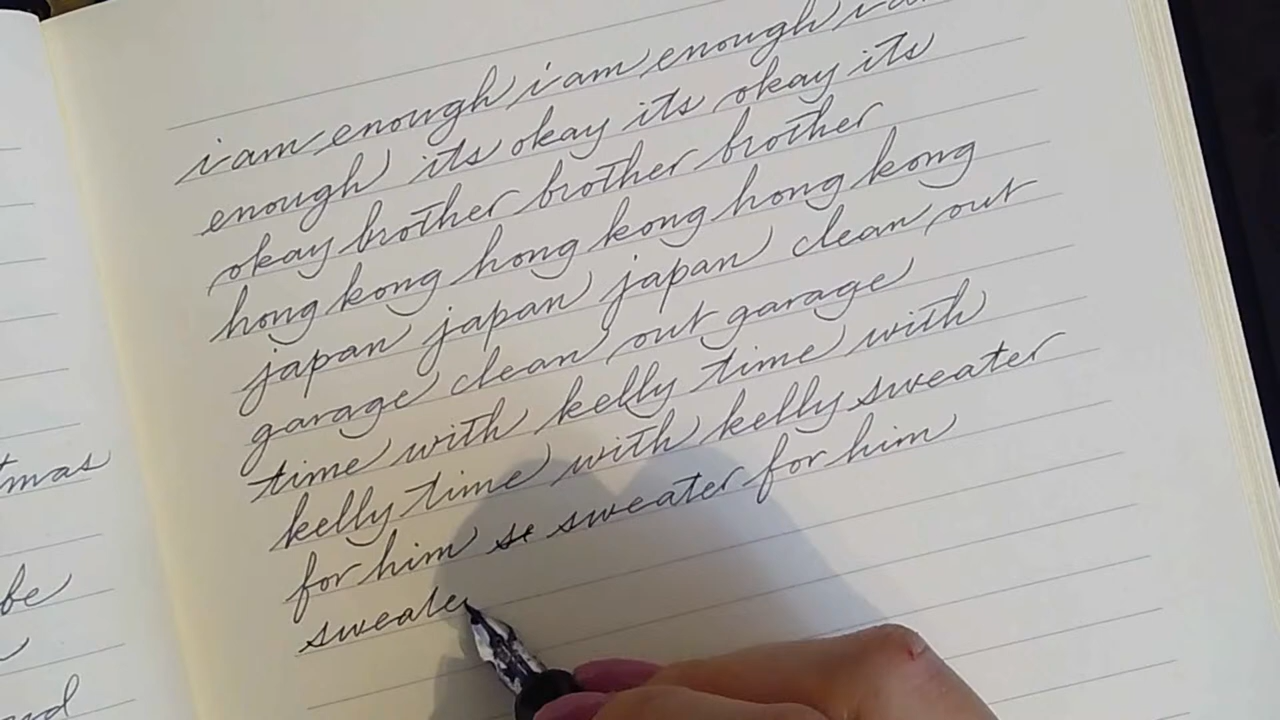 i am enough i am enough i am
enough its okay its okay its
okay brother brother brother
hong kong hong kong hong kong
japan japan japan clean out
garage clean out garage
time with kelly time with
kelly time with kelly sweater
for him se sweater for him
sweate
tmas
be